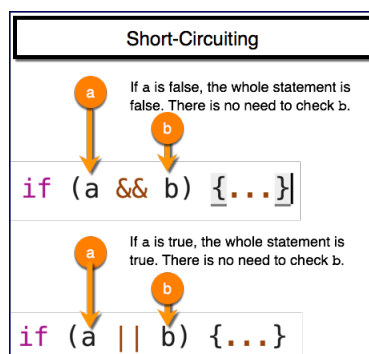 Short-Circuiting
a
If a is false, the whole statement is
false. There is no need to check b.
b
if (a && b) {...}
a
If a is true, the whole statement is
true. There is no need to check b.
b
if (a || b) {...}